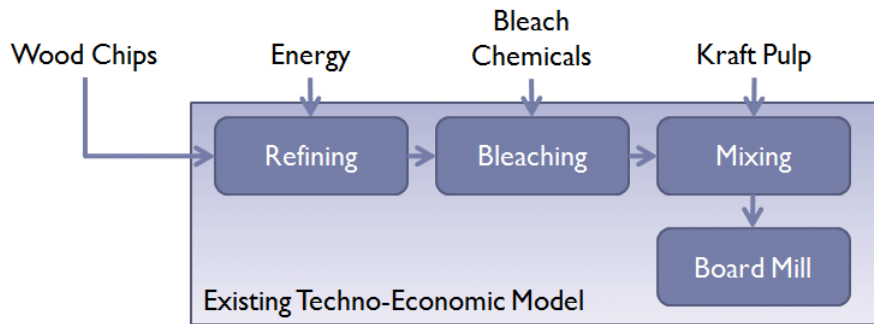 Wood Chips
Energy
Bleach
Chemicals
Kraft Pulp
Refining
Bleaching
Mixing
Board Mill
Existing Techno-Economic Model